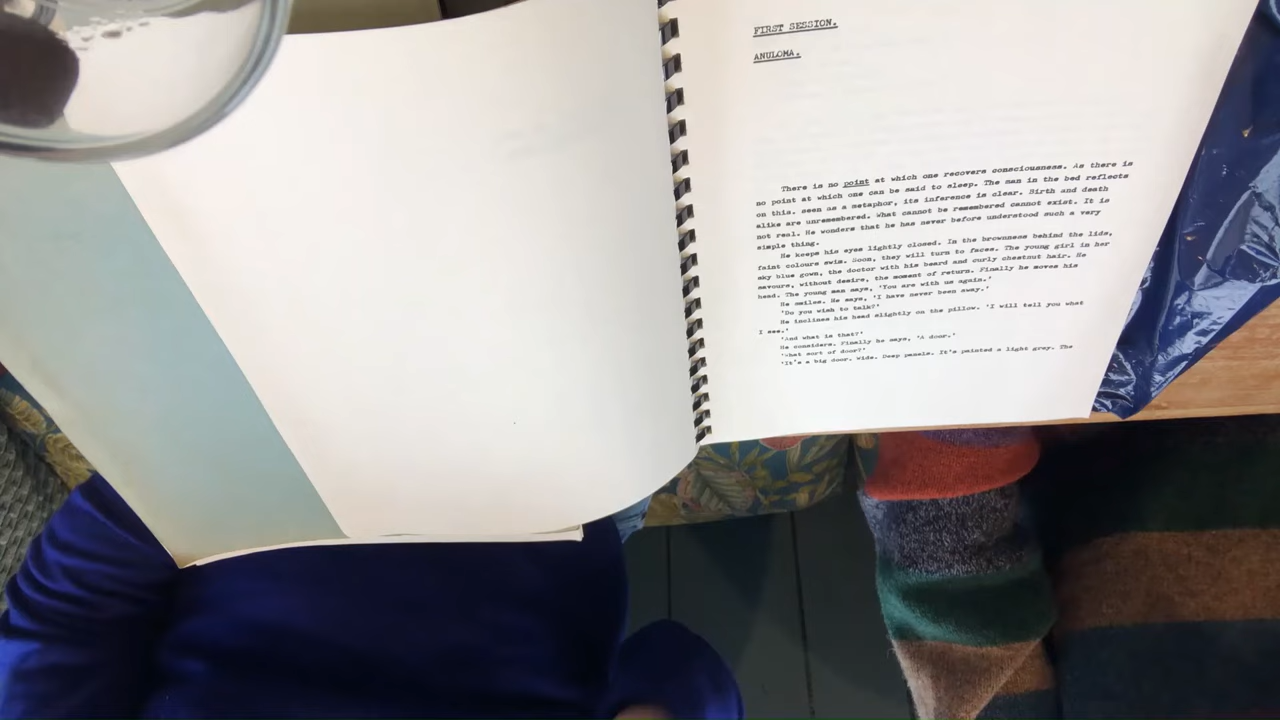 FIRST SESSION.
ANULOMA.
There is no point at which one recovers consciousness. As there is
no point at which one can be said to sleep. The man in the bed reflects
on this. seen as a metaphor, its inference is clear. Birth and death
alike are unremembered. What cannot be remembered cannot exist. It is
not real. He wonders that he has never before understood such a very
simple thing.
He keeps his eyes lightly closed. In the brownness behind the lids,
faint colours swim. Soon, they will turn to faces. The young girl in her
sky blue gown, the doctor with his beard and curly chestnut hair. He
savours, without desire, the moment of return. Finally he moves his
head. The young man says, 'You are with us again.'
He smiles. He says, 'I have never been away.'
'Do you wish to talk?'
He inclines his head slightly on the pillow. 'I will tell you what
I see.'
'And what is that?'
He considers. Finally he says, 'A door.'
'What sort of door?'
'It's a big door. wide. Deep panels. It's painted a light grey. The